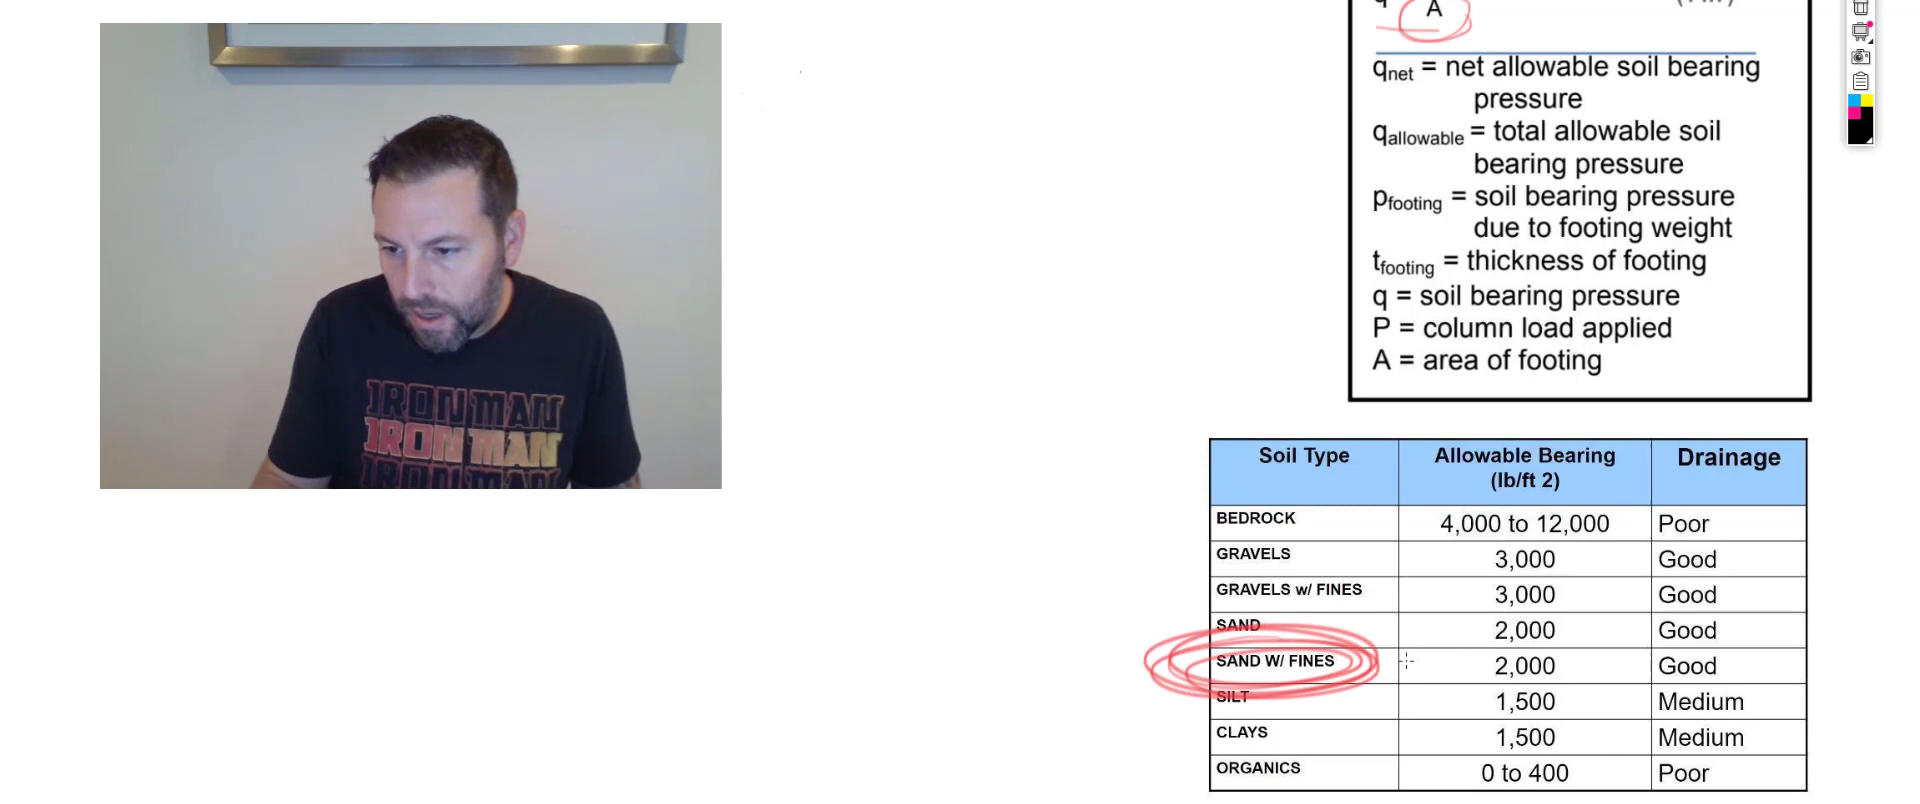 IRON MAN
IRON MAN
IRON MAN
A
qnet = net allowable soil bearing
pressure
qallowable = total allowable soil
bearing pressure
pfooting = soil bearing pressure
due to footing weight
tfooting = thickness of footing
q = soil bearing pressure
P = column load applied
A = area of footing
Soil Type Allowable Bearing (lb/ft 2) Drainage
BEDROCK 4,000 to 12,000 Poor
GRAVELS 3,000 Good
GRAVELS w/ FINES 3,000 Good
SAND 2,000 Good
SAND W/ FINES 2,000 Good
SILT 1,500 Medium
CLAYS 1,500 Medium
ORGANICS 0 to 400 Poor